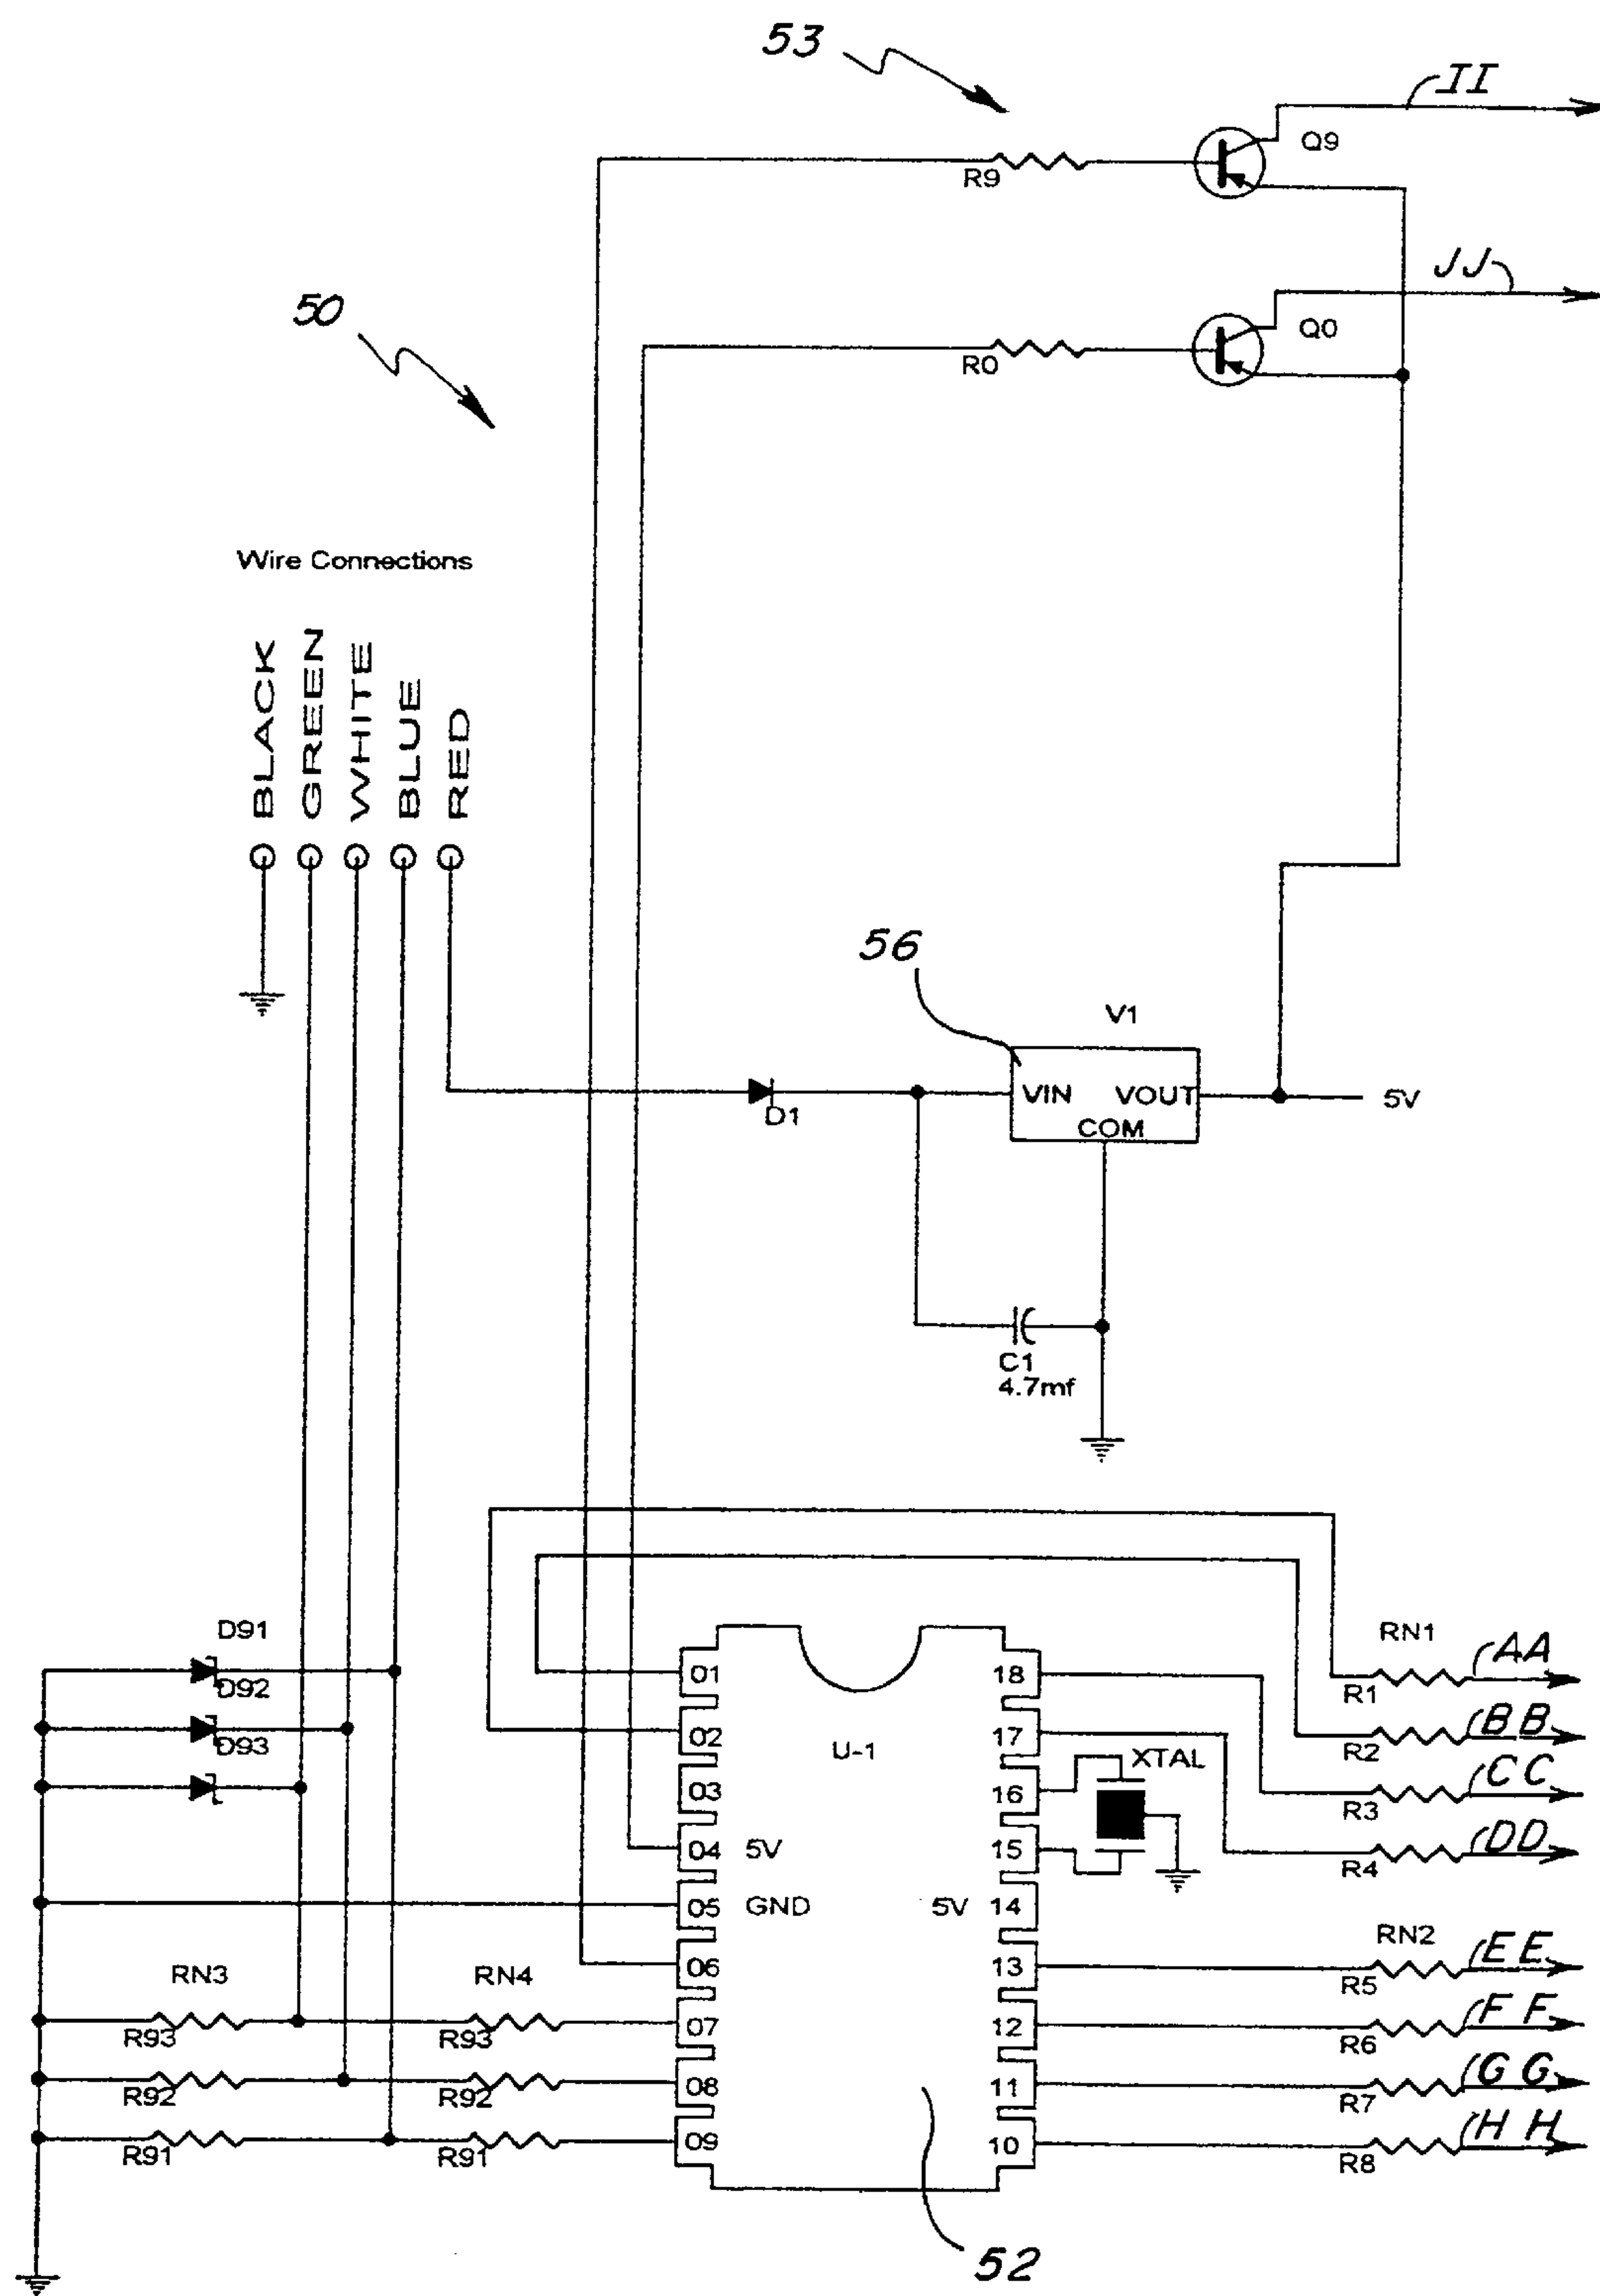 53
II
Q9
R9
JJ
50
Q0
R0
Wire Connections
BLACK
GREEN
WHITE
BLUE
RED
56
V1
VIN VOUT
COM
5V
D1
C1
4.7mf
D91
D92
D93
RN1
AA
R1
BB
R2
CC
R3
DD
R4
01
02
03
04 5V
05 GND
06
07
08
09
U-1
18
17
16
15
5V 14
13
12
11
10
XTAL
RN2
EE
R5
FF
R6
GG
R7
HH
R8
RN3
RN4
R93
R93
R92
R92
R91
R91
52